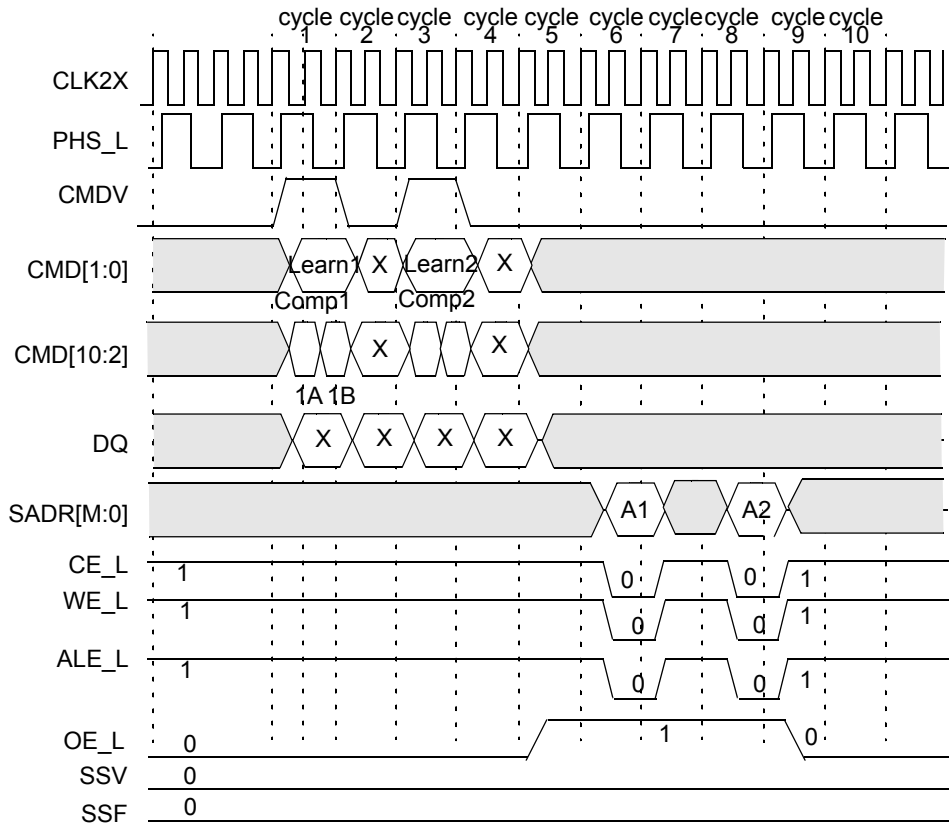 cycle cycle cycle cycle cycle cycle cycle cycle cycle cycle
1 2 3 4 5 6 7 8 9 10
CLK2X
PHS_L
CMDV
CMD[1:0] Learn1 X Learn2 X
Comp1 Comp2
CMD[10:2] X X
1A 1B
DQ X X X X
SADR[M:0] A1 A2
CE_L 1 0 0 1
WE_L 1 0 0 1
ALE_L 1 0 0 1
OE_L 0 1 0
SSV 0
SSF 0